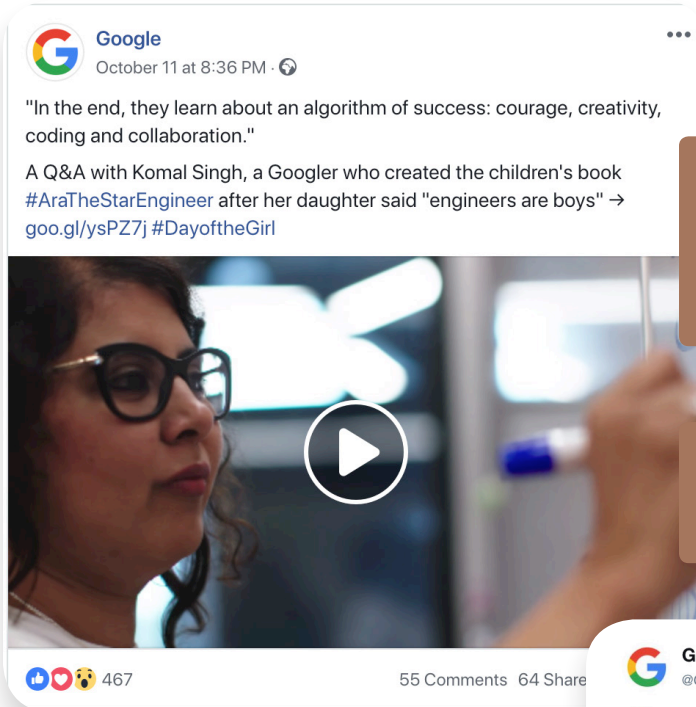 Google
October 11 at 8:36 PM ·
"In the end, they learn about an algorithm of success: courage, creativity,
coding and collaboration."
A Q&A with Komal Singh, a Googler who created the children's book
#AraTheStarEngineer after her daughter said "engineers are boys" →
goo.gl/ysPZ7j #DayoftheGirl
467
55 Comments 64 Share
G